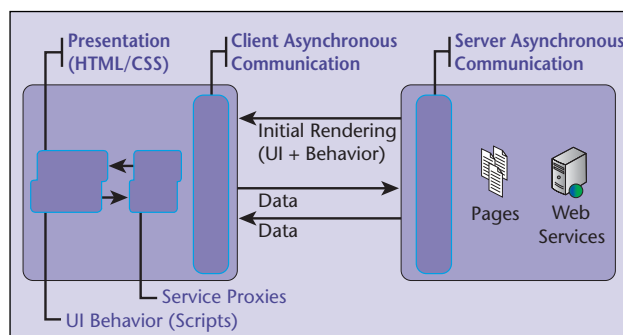 Presentation
(HTML/CSS)
Client Asynchronous
Communication
Server Asynchronous
Communication
Initial Rendering
(UI + Behavior)
Data
Data
Pages
Web
Services
Service Proxies
UI Behavior (Scripts)